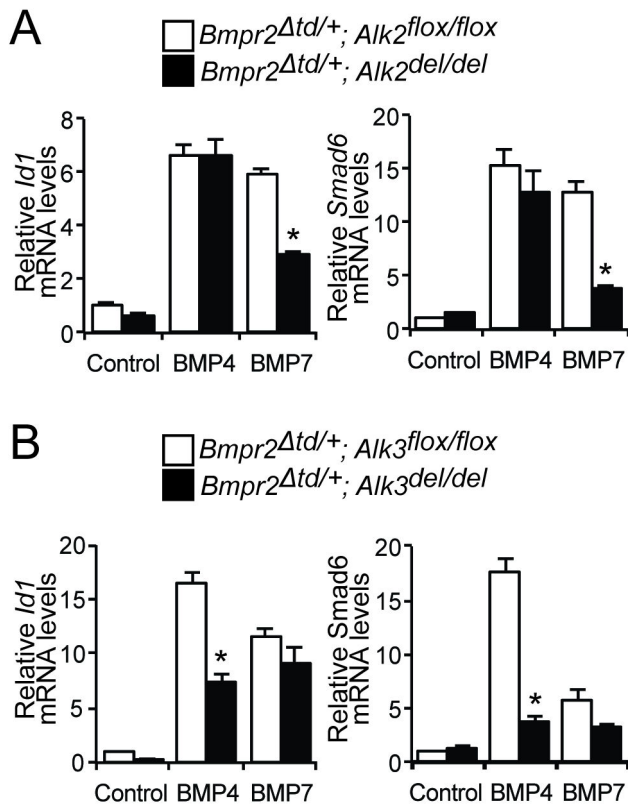 A
Bmpr2Δtd/+; Alk2flox/flox
Bmpr2Δtd/+; Alk2del/del
Relative Id1
mRNA levels
8
6
4
2
0
*
Control BMP4 BMP7
Relative Smad6
mRNA levels
20
15
10
5
0
*
Control BMP4 BMP7
B
Bmpr2Δtd/+; Alk3flox/flox
Bmpr2Δtd/+; Alk3del/del
Relative Id1
mRNA levels
20
15
10
5
0
*
Control BMP4 BMP7
Relative Smad6
mRNA levels
20
15
10
5
0
*
Control BMP4 BMP7